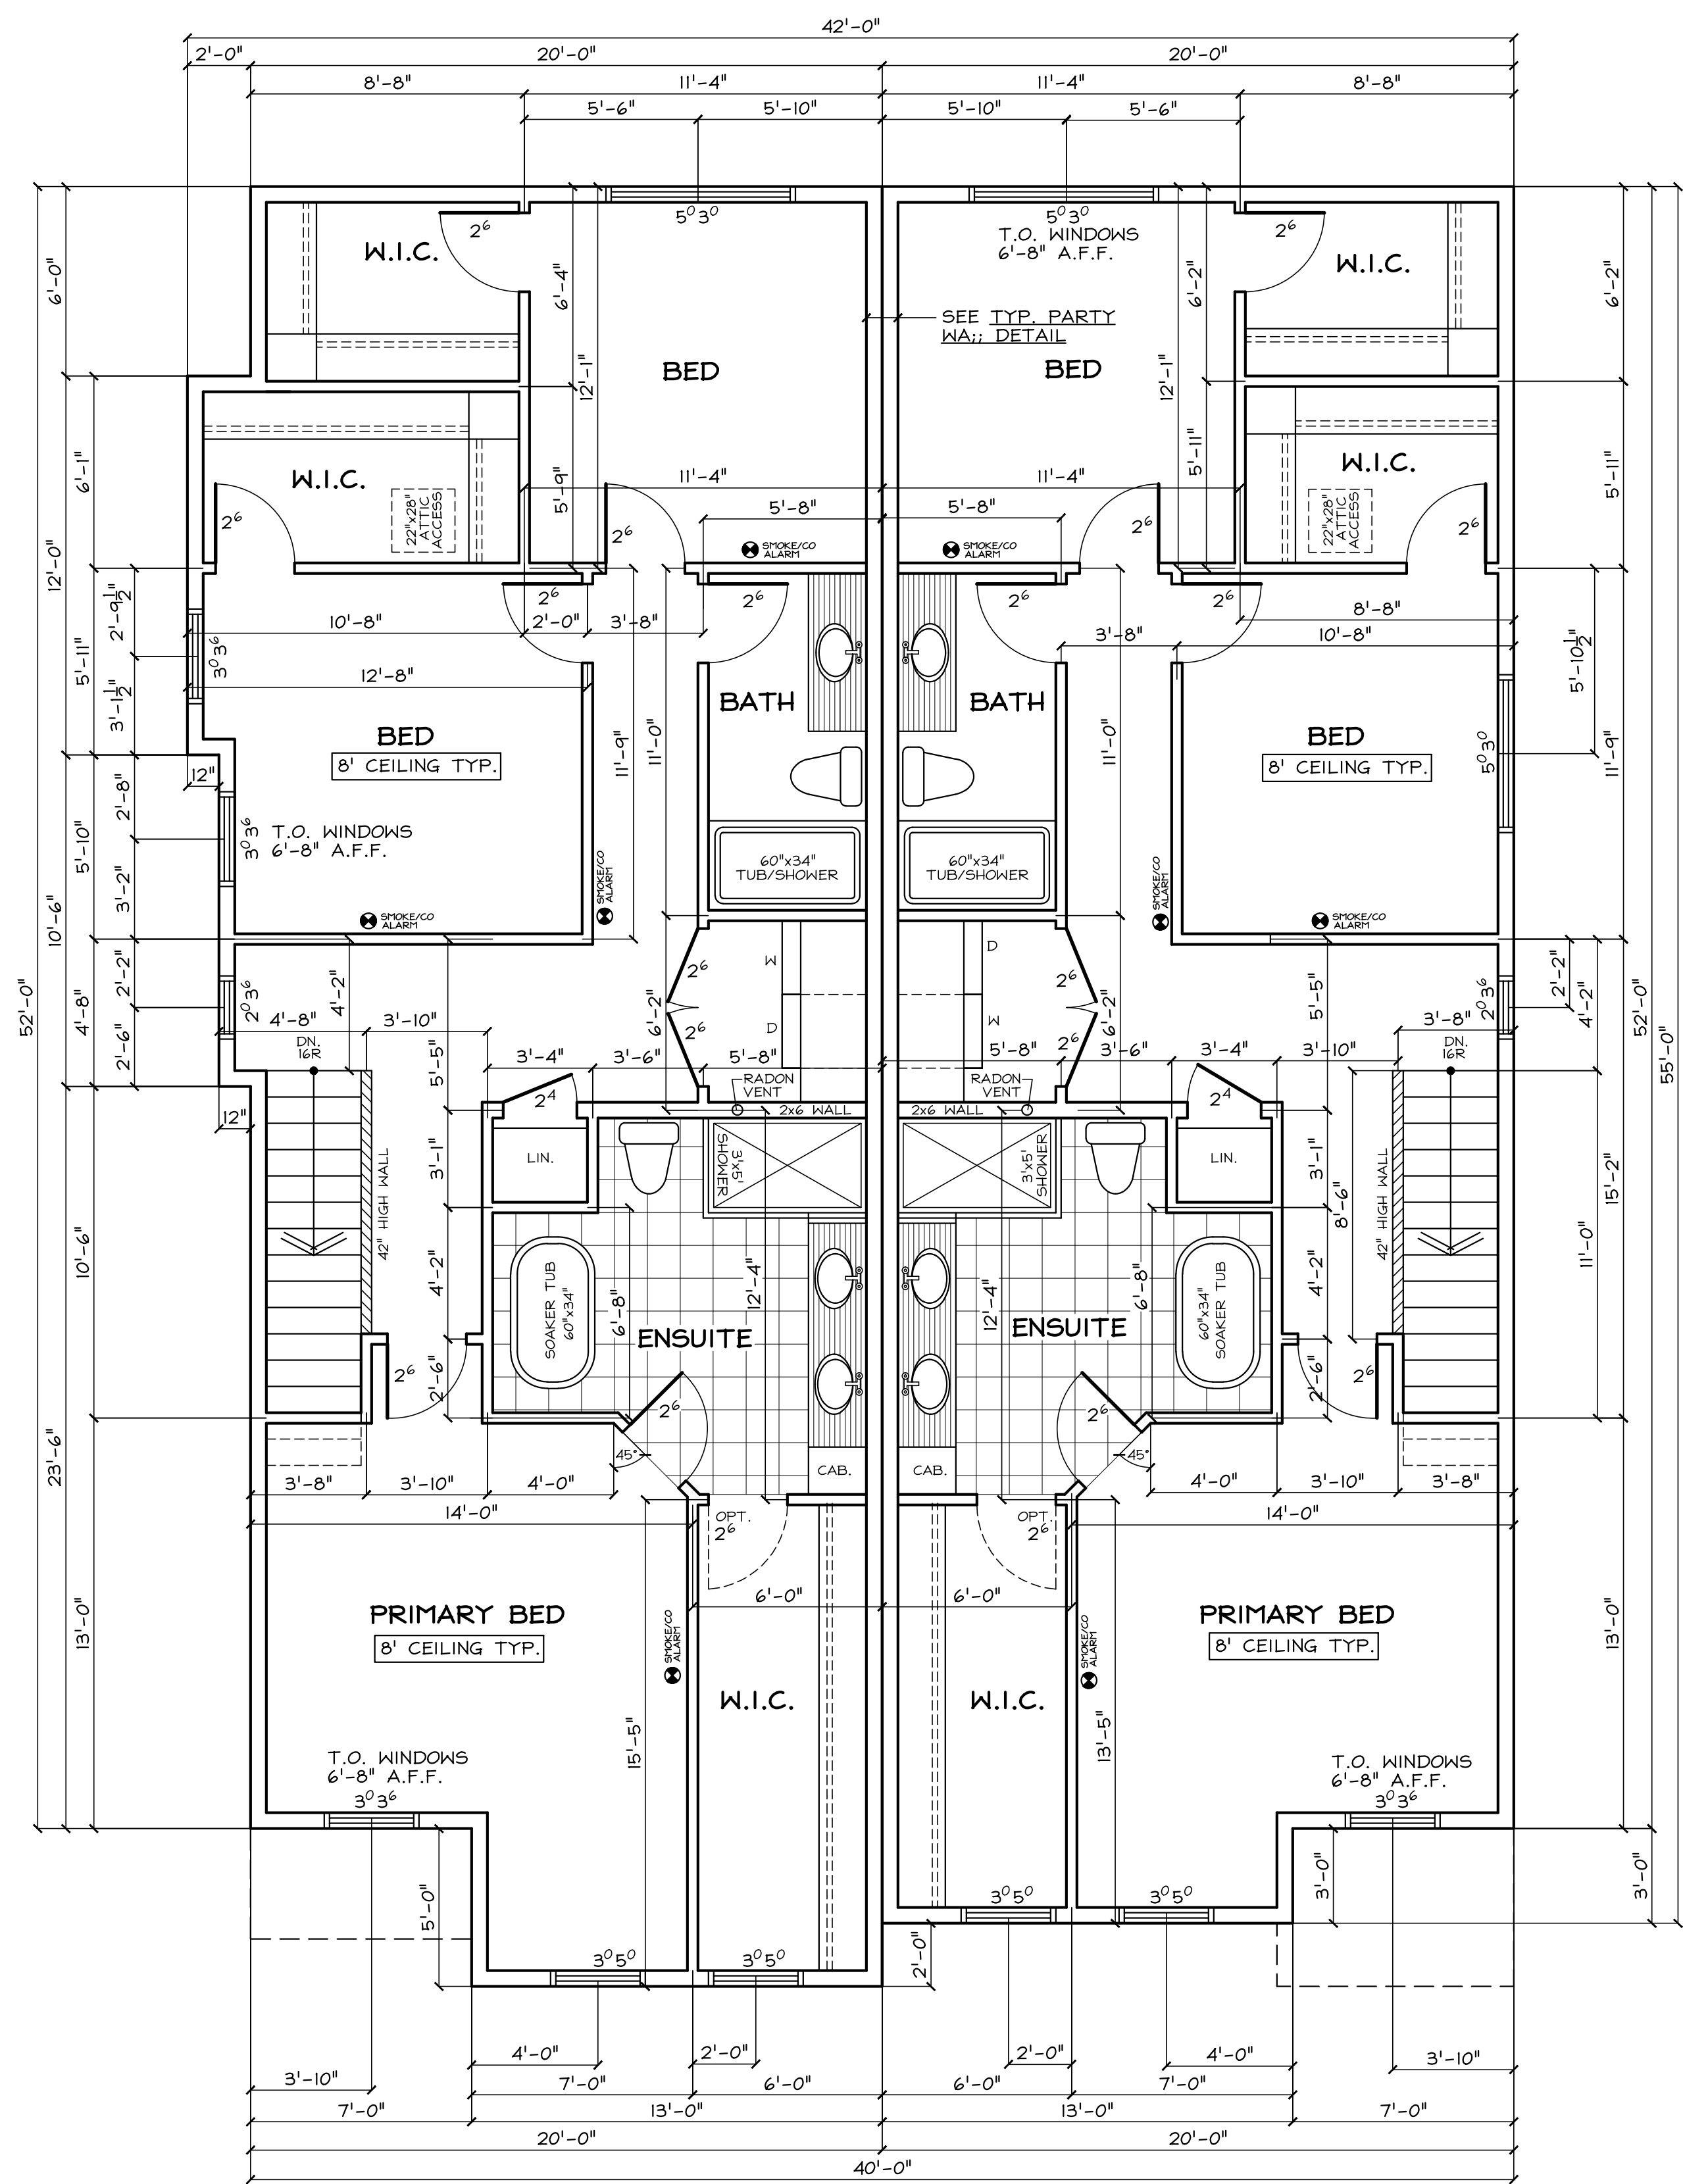 42'-0"
2'-0" 20'-0" 20'-0"
8'-8" 11'-4" 11'-4" 8'-8"
5'-6" 5'-10" 5'-10" 5'-6"
5⁰3⁰ 5⁰3⁰
T.O. WINDOWS
6'-8" A.F.F.
2⁶ 2⁶
W.I.C. W.I.C.
6'-0" 6'-4" 6'-2" 6'-2"
SEE TYP. PARTY
WA;; DETAIL
BED BED
12'-1" 12'-1"
6'-1" 5'-9" 5'-11" 5'-11"
W.I.C. W.I.C.
11'-4" 11'-4"
22"x28"
ATTIC
ACCESS
22"x28"
ATTIC
ACCESS
5'-8" 5'-8"
2⁶ 2⁶ 2⁶ 2⁶
SMOKE/CO
ALARM
SMOKE/CO
ALARM
12'-0"
2'-9½"
2⁶ 2⁶ 2⁶ 2⁶
10'-8" 2'-0" 3'-8" 8'-8"
3'-8" 10'-8"
5'-11" 3⁰3⁶ 5'-10½"
12'-8"
3'-1½"
BATH BATH
11'-9" 11'-0" 11'-0" 11'-9"
BED BED
8' CEILING TYP. 8' CEILING TYP.
5⁰3⁰
12"
2'-8"
5'-10" 3⁰3⁶
T.O. WINDOWS
6'-8" A.F.F.
60"x34"
TUB/SHOWER
60"x34"
TUB/SHOWER
3'-2"
SMOKE/CO
ALARM
SMOKE/CO
ALARM
SMOKE/CO
ALARM
SMOKE/CO
ALARM
10'-6"
W D
2⁶ 2⁶
2'-2" 4'-2" 2'-2"
52'-0" 4'-8" 2⁰3⁶ 6'-2" 6'-2" 5'-5" 2⁰3⁶ 4'-2" 52'-0" 55'-0"
4'-8" 3'-10" 3'-8"
D W
2⁶ 2⁶
DN.
16R
DN.
16R
2'-6" 5'-5"
3'-4" 3'-6" 5'-8" 5'-8" 3'-6" 3'-4" 3'-10"
RADON
VENT
RADON
VENT
2⁴ 2⁴
2x6 WALL 2x6 WALL
12"
LIN. LIN.
3'x5'
SHOWER
3'x5'
SHOWER
3'-1" 3'-1"
42" HIGH WALL 42" HIGH WALL
8'-6" 15'-2"
10'-6" 4'-2" 4'-2" 11'-0"
SOAKER TUB
60"x34"
60"x34"
SOAKER TUB
6'-8" 12'-4" 12'-4" 6'-8"
ENSUITE ENSUITE
2⁶ 2'-6" 2'-6" 2⁶
2⁶ 2⁶
45° 45°
CAB. CAB.
23'-6"
3'-8" 3'-10" 4'-0" 4'-0" 3'-10" 3'-8"
14'-0" 14'-0"
OPT.
2⁶
OPT.
2⁶
6'-0" 6'-0"
PRIMARY BED PRIMARY BED
8' CEILING TYP. 8' CEILING TYP.
13'-0" 13'-0"
SMOKE/CO
ALARM
SMOKE/CO
ALARM
W.I.C. W.I.C.
15'-5" 13'-5"
T.O. WINDOWS
6'-8" A.F.F.
3⁰3⁶
T.O. WINDOWS
6'-8" A.F.F.
3⁰3⁶
5'-0" 3'-0" 3'-0"
3⁰5⁰ 3⁰5⁰
3⁰5⁰ 3⁰5⁰
2'-0"
4'-0" 2'-0" 2'-0" 4'-0"
3'-10" 3'-10"
7'-0" 6'-0" 6'-0" 7'-0"
7'-0" 13'-0" 13'-0" 7'-0"
20'-0" 20'-0"
40'-0"